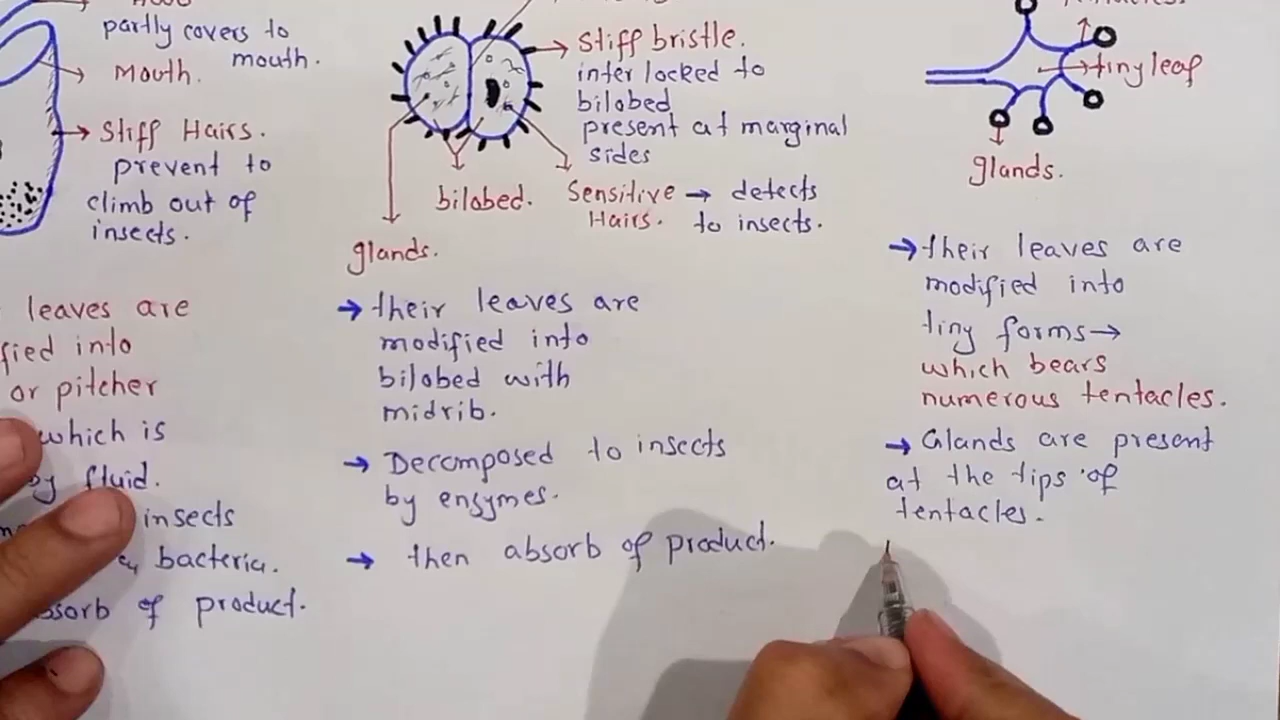 partly covers to
mouth.
Mouth.
Stiff Hairs.
prevent to
climb out of
insects.
leaves are
fied into
or pitcher
which is
by fluid.
insects
bacteria.
absorb of product.
Stiff bristle.
inter locked to
bilobed
present at marginal
sides
bilobed.
Sensitive → detects
Hairs. to insects.
glands.
→ their leaves are
modified into
bilobed with
midrib.
→ Decomposed to insects
by enzymes.
→ then absorb of product.
tiny leaf
glands.
→ their leaves are
modified into
tiny forms →
which bears
numerous tentacles.
→ Glands are present
at the tips of
tentacles.